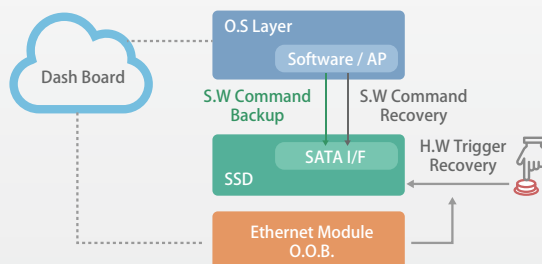 O.S Layer
Software / AP
Dash Board
S.W Command
Backup
S.W Command
Recovery
SATA I/F
SSD
H.W Trigger
Recovery
Ethernet Module
O.O.B.